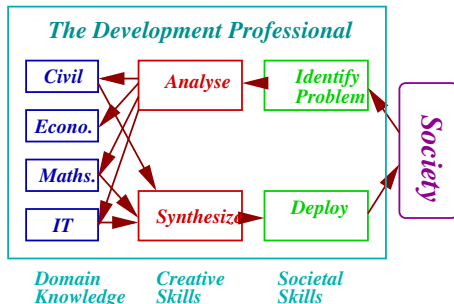 The Development Professional
Civil
Analyse
Identify
Problem
Econo.
Maths.
IT
Synthesize
Deploy
Society
Domain
Knowledge
Creative
Skills
Societal
Skills